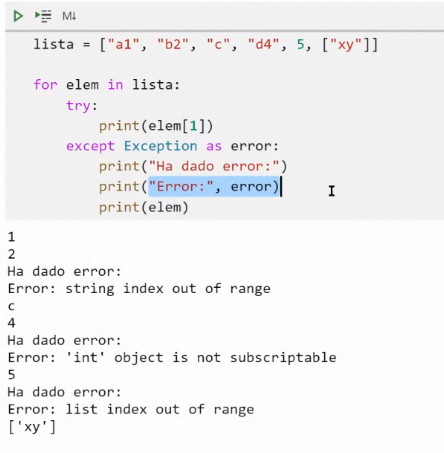 M↓
lista = ["a1", "b2", "c", "d4", 5, ["xy"]]
for elem in lista:
    try:
        print(elem[1])
    except Exception as error:
        print("Ha dado error:")
        print("Error:", error)
        print(elem)
1
2
Ha dado error:
Error: string index out of range
c
4
Ha dado error:
Error: 'int' object is not subscriptable
5
Ha dado error:
Error: list index out of range
['xy']